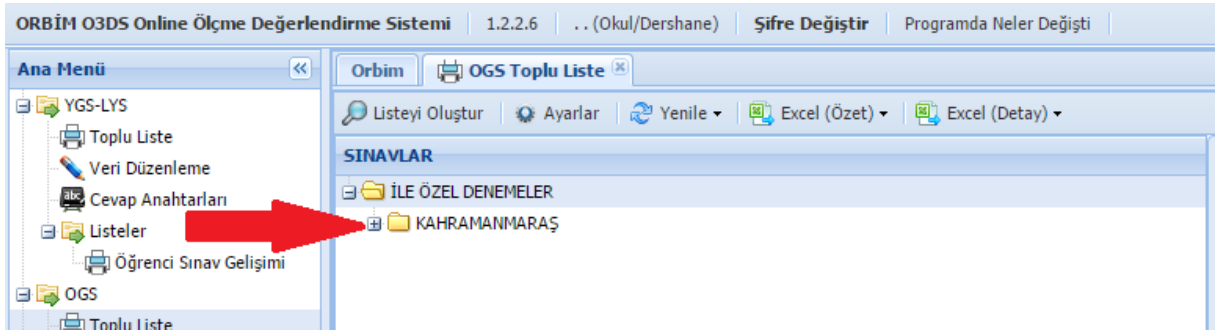 ORBİM O3DS Online Ölçme Değerlendirme Sistemi 1.2.2.6 . . (Okul/Dershane) Şifre Değiştir Programda Neler Değişti
Ana Menü
YGS-LYS
Toplu Liste
Veri Düzenleme
abc Cevap Anahtarları
Listeler
Öğrenci Sınav Gelişimi
OGS
Toplu Liste
Orbim OGS Toplu Liste
Listeyi Oluştur Ayarlar Yenile Excel (Özet) Excel (Detay)
SINAVLAR
İLE ÖZEL DENEMELER
KAHRAMANMARAŞ